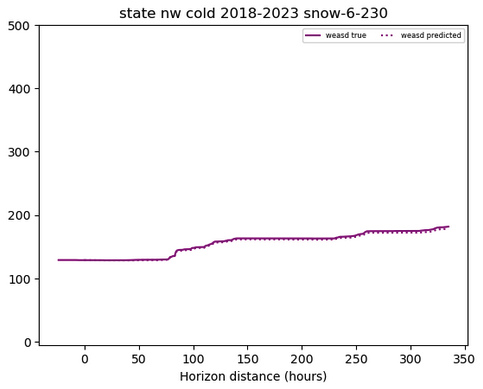 state nw cold 2018-2023 snow-6-230
weasd true
weasd predicted
500
400
300
200
100
0
0 50 100 150 200 250 300 350
Horizon distance (hours)